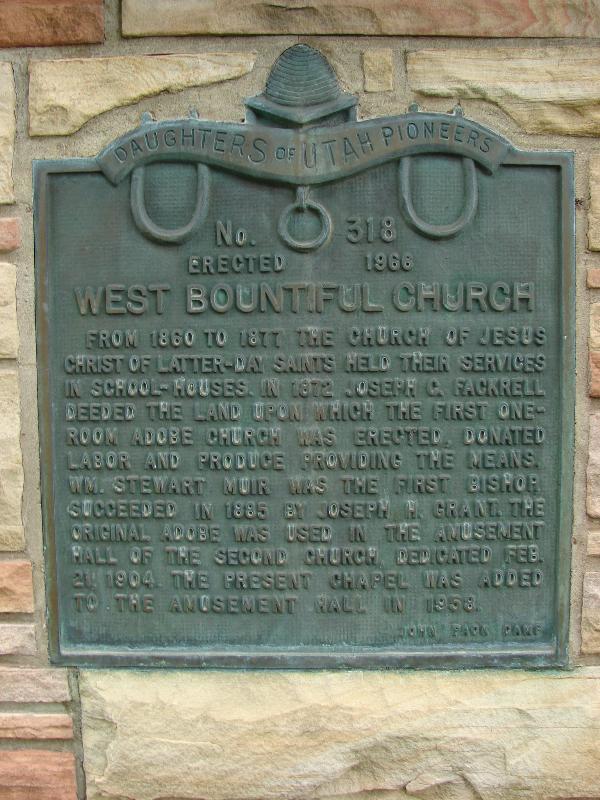 DAUGHTERS OF UTAH PIONEERS
No. 318
ERECTED 1966
WEST BOUNTIFUL CHURCH
FROM 1860 TO 1877 THE CHURCH OF JESUS
CHRIST OF LATTER-DAY SAINTS HELD THEIR SERVICES
IN SCHOOL-HOUSES. IN 1872 JOSEPH C. FACKRELL
DEEDED THE LAND UPON WHICH THE FIRST ONE-
ROOM ADOBE CHURCH WAS ERECTED, DONATED
LABOR AND PRODUCE PROVIDING THE MEANS.
WM. STEWART MUIR WAS THE FIRST BISHOP,
SUCCEEDED IN 1885 BY JOSEPH H. GRANT. THE
ORIGINAL ADOBE WAS USED IN THE AMUSEMENT
HALL OF THE SECOND CHURCH, DEDICATED FEB.
21, 1904. THE PRESENT CHAPEL WAS ADDED
TO THE AMUSEMENT HALL IN 1958.
JOHN PACK CAMP